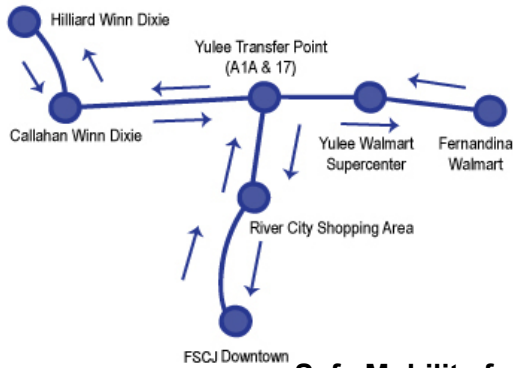 Hilliard Winn Dixie
Yulee Transfer Point
(A1A & 17)
Callahan Winn Dixie
Yulee Walmart
Supercenter
Fernandina
Walmart
River City Shopping Area
FSCJ Downtown